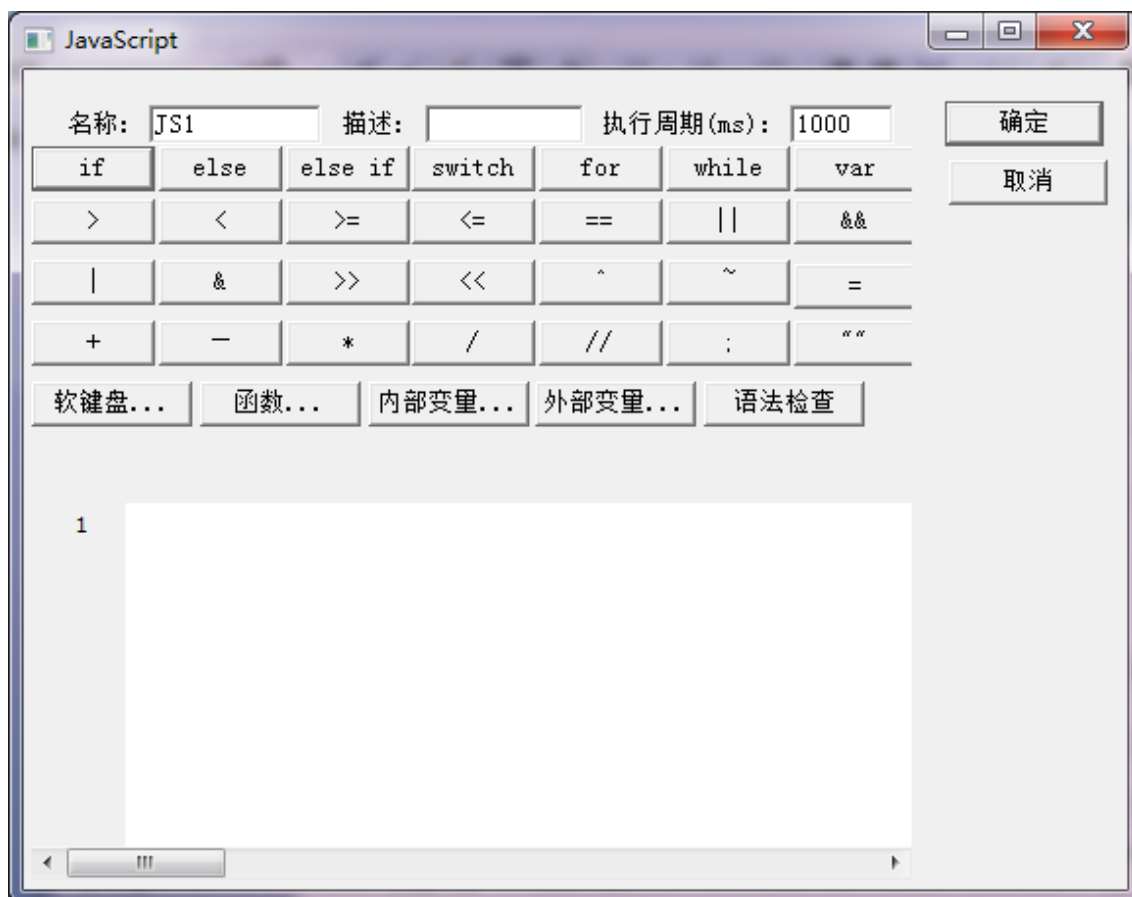 JavaScript
名称: JS1 描述: 执行周期(ms): 1000 确定
if else else if switch for while var
取消
> < >= <= == || &&
| & >> << ^ ~ =
+ — * / // ; ""
软键盘... 函数... 内部变量... 外部变量... 语法检查
1